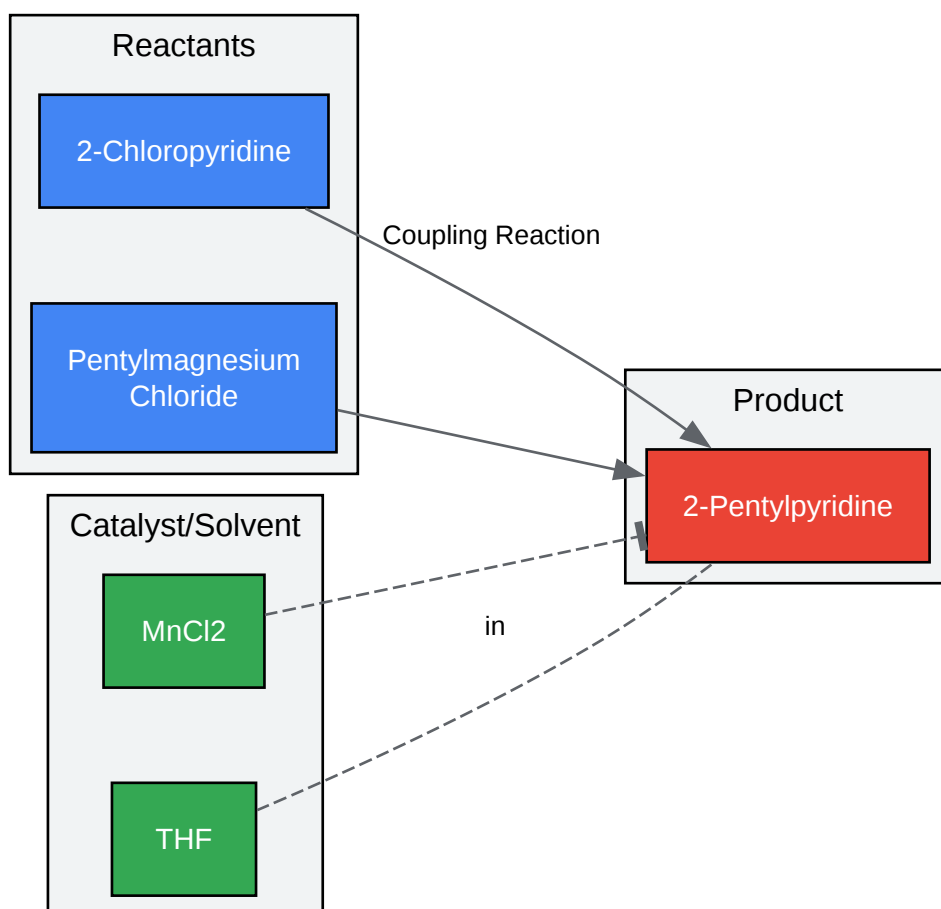 Reactants
2-Chloropyridine
Coupling Reaction
Pentylmagnesium
Chloride
Product
2-Pentylpyridine
Catalyst/Solvent
MnCl2
in
THF